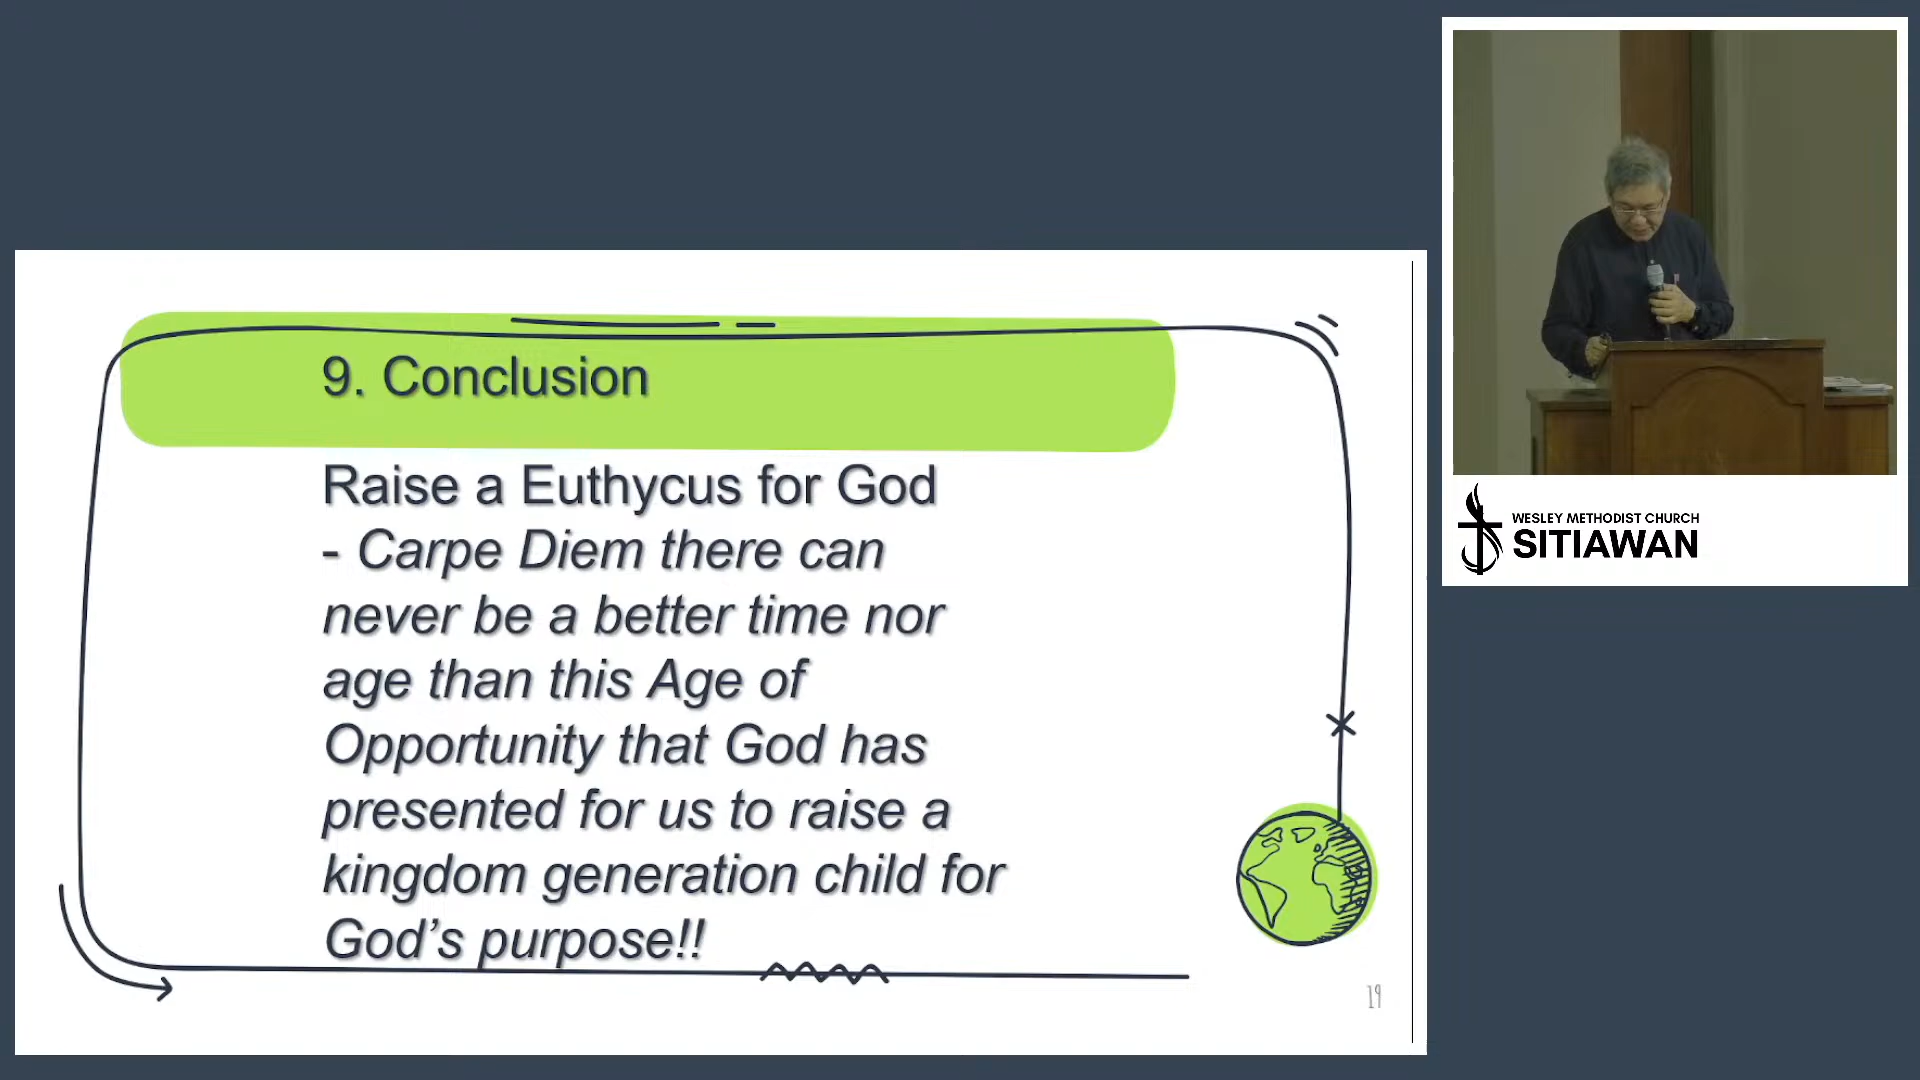 9. Conclusion
Raise a Euthycus for God
- Carpe Diem there can
never be a better time nor
age than this Age of
Opportunity that God has
presented for us to raise a
kingdom generation child for
God’s purpose!!
19
WESLEY METHODIST CHURCH
SITIAWAN